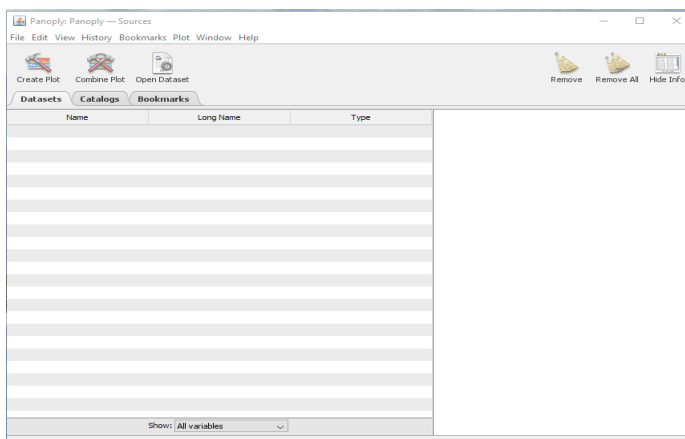 Panoply: Panoply — Sources
File Edit View History Bookmarks Plot Window Help
Create Plot Combine Plot Open Dataset Remove Remove All Hide Info
Datasets Catalogs Bookmarks
Name Long Name Type
Show: All variables